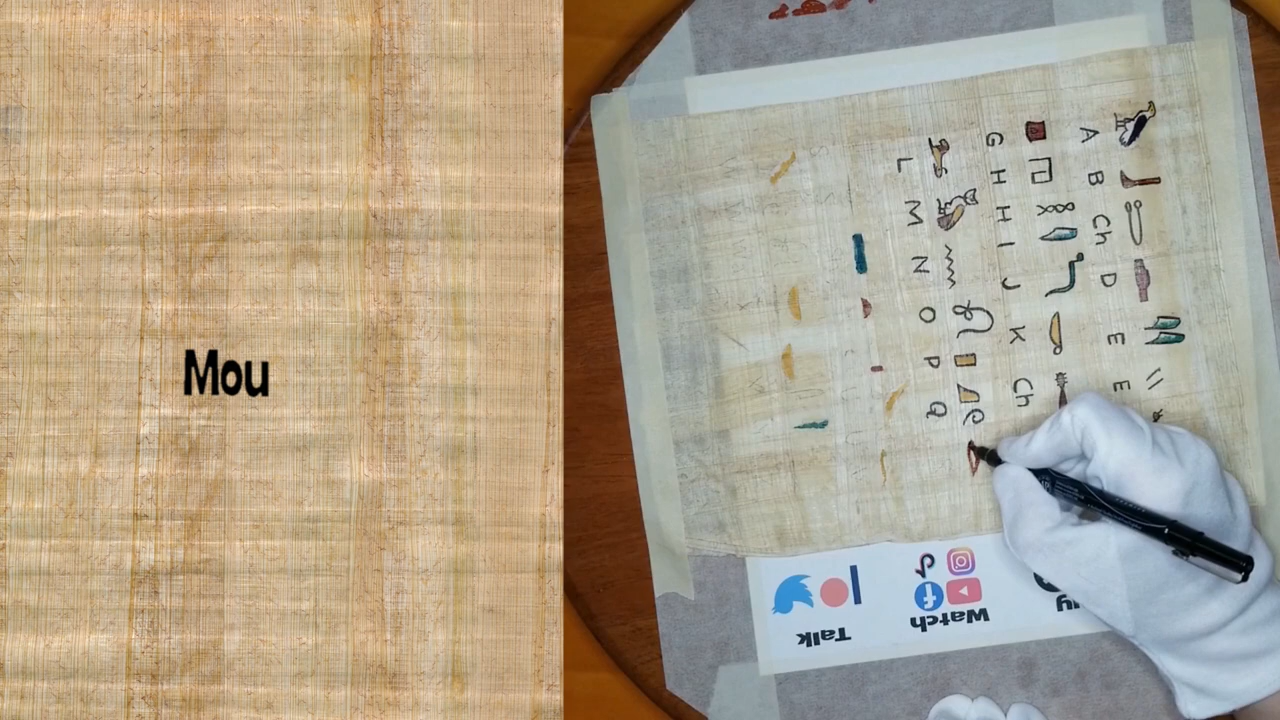 Mou
A B Ch D E E
G H H I J K Ch
L M N O P Q
Talk
Watch